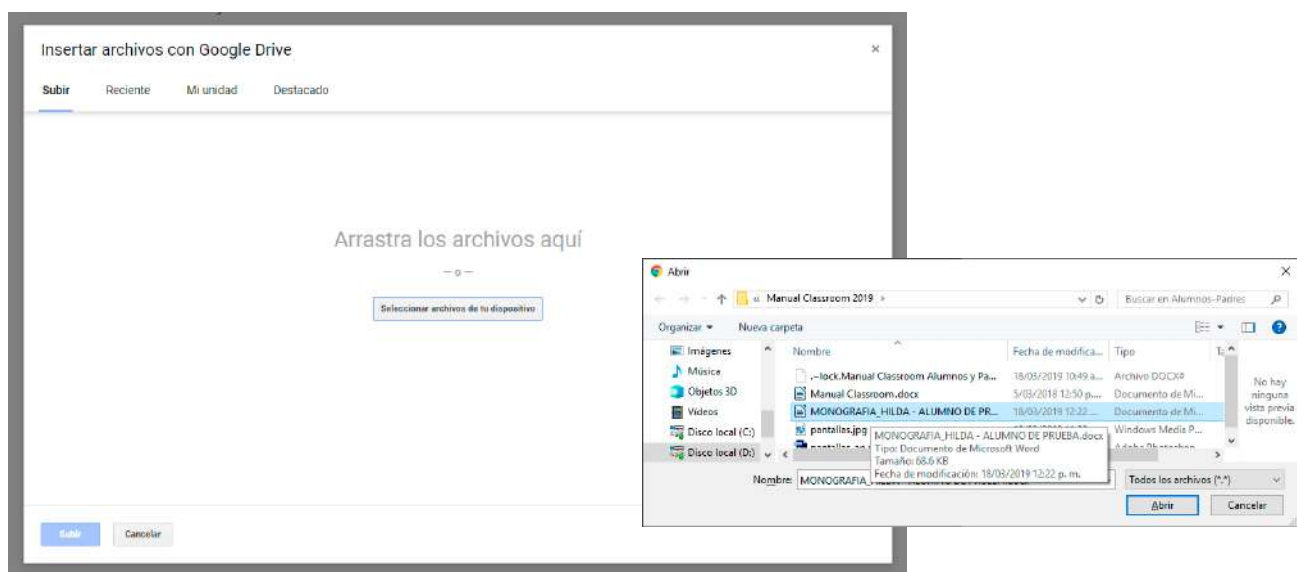 Insertar archivos con Google Drive
Subir Reciente Mi unidad Destacado
Arrastra los archivos aquí
— o —
Seleccionar archivos de tu dispositivo
Subir Cancelar
Abrir
« Manual Classroom 2019
Buscar en Alumnos-Padres
Organizar Nueva carpeta
Imágenes
Música
Objetos 3D
Vídeos
Disco local (C:)
Disco local (D:)
Nombre Fecha de modifica... Tipo
.~lock.Manual Classroom Alumnos y Pa... 18/03/2019 10:49 a.... Archivo DOCX#
Manual Classroom.docx 5/03/2018 12:50 p.... Documento de Mi...
MONOGRAFIA_HILDA - ALUMNO DE PR... 18/03/2019 12:22 ... Documento de Mi...
pantallas.jpg Windows Media P...
MONOGRAFIA_HILDA - ALUMNO DE PRUEBA.docx
Tipo: Documento de Microsoft Word
Tamaño: 68.6 KB
Fecha de modificación: 18/03/2019 12:22 p. m.
No hay
ninguna
vista previa
disponible.
Nombre: MONOGRAFIA_
Todos los archivos (*.*)
Abrir Cancelar